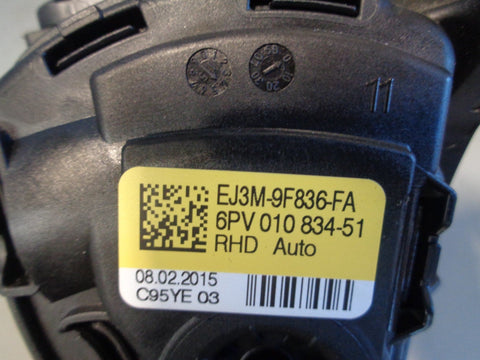 11
EJ3M-9F836-FA
6PV 010 834-51
RHD Auto
08.02.2015
C95YE 03